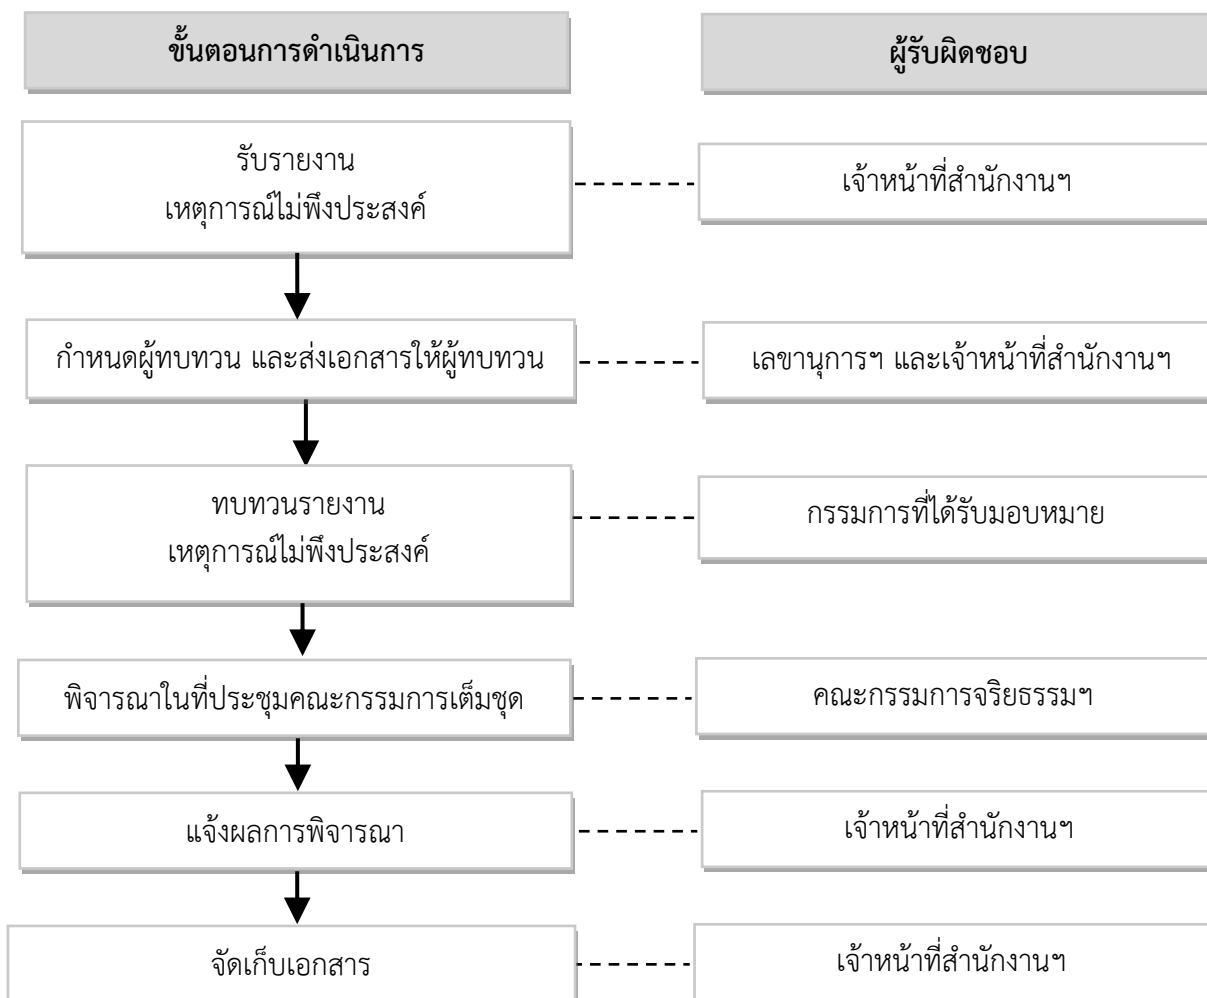 ขั้นตอนการดำเนินการ
ผู้รับผิดชอบ
รับรายงาน
เหตุการณ์ไม่พึงประสงค์
เจ้าหน้าที่สำนักงานฯ
กำหนดผู้ทบทวน และส่งเอกสารให้ผู้ทบทวน
เลขานุการฯ และเจ้าหน้าที่สำนักงานฯ
ทบทวนรายงาน
เหตุการณ์ไม่พึงประสงค์
กรรมการที่ได้รับมอบหมาย
พิจารณาในที่ประชุมคณะกรรมการเต็มชุด
คณะกรรมการจริยธรรมฯ
แจ้งผลการพิจารณา
เจ้าหน้าที่สำนักงานฯ
จัดเก็บเอกสาร
เจ้าหน้าที่สำนักงานฯ